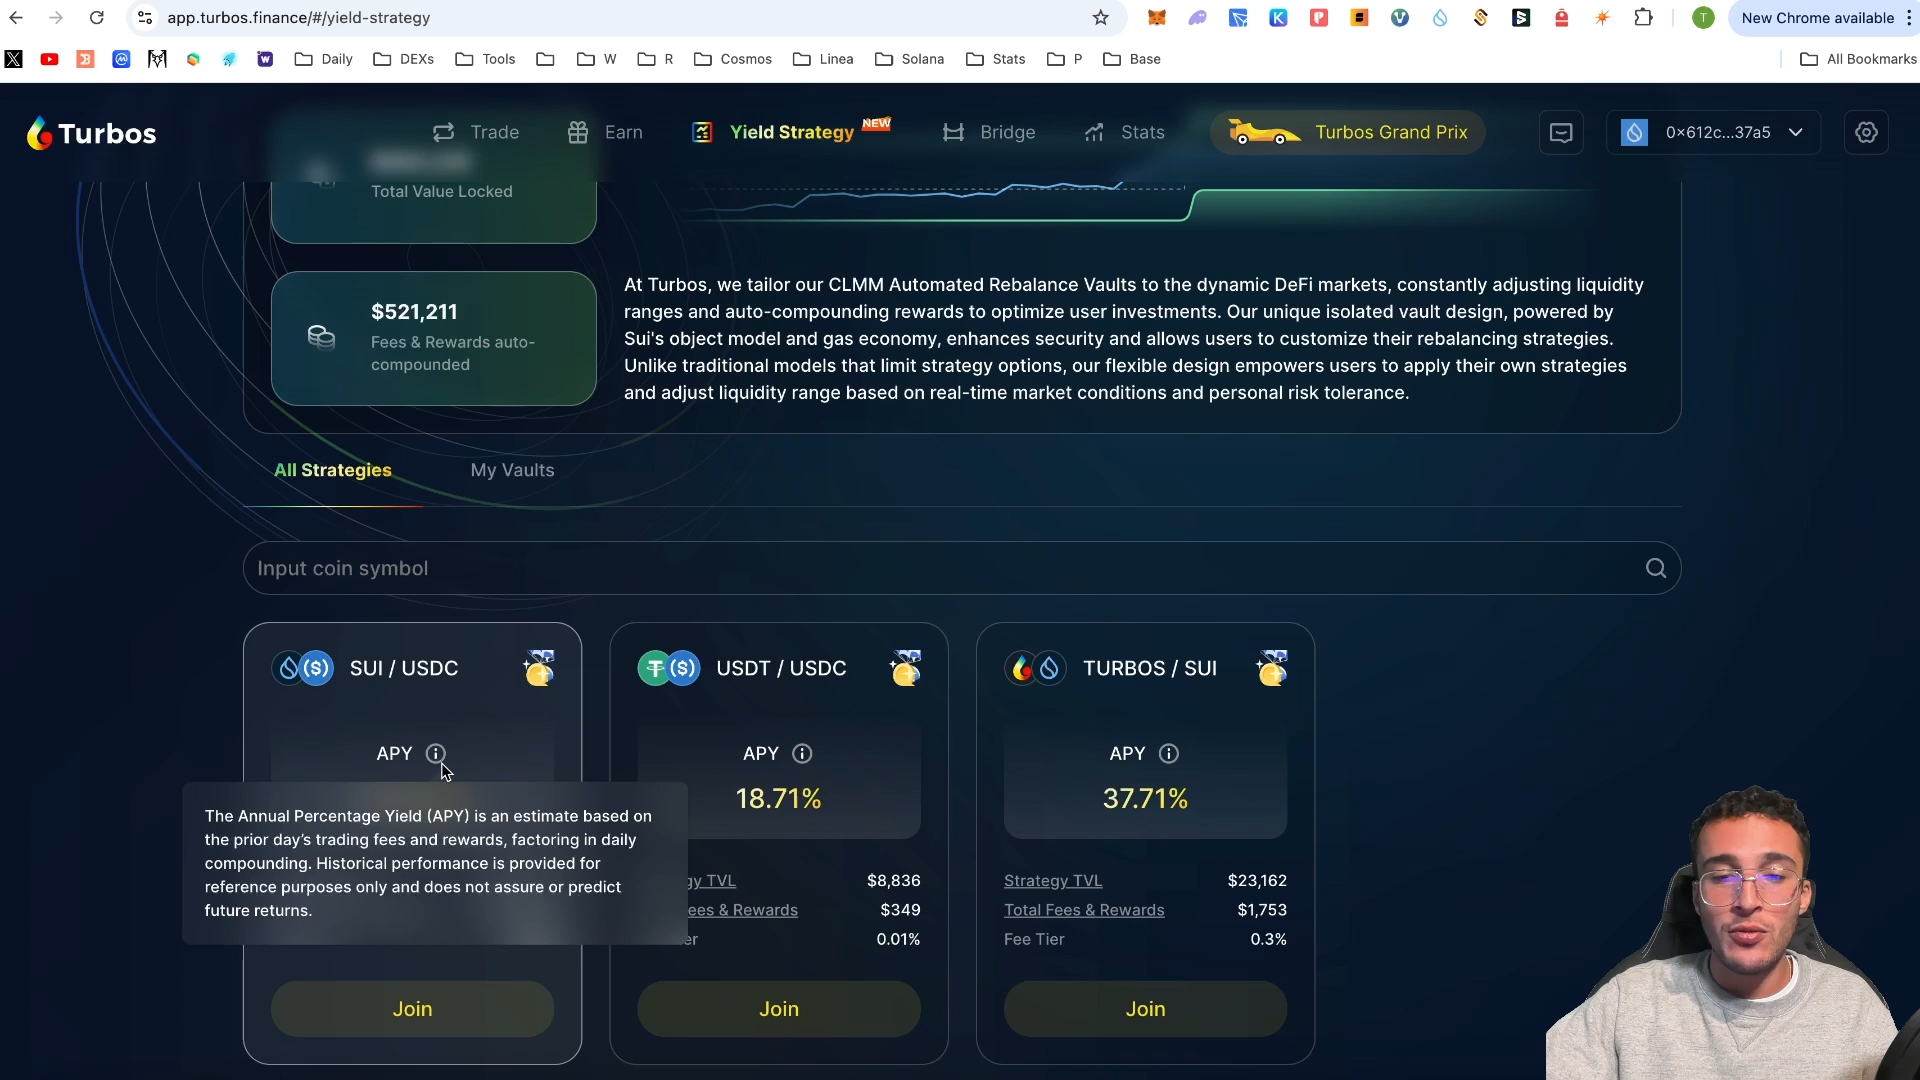 app.turbos.finance/#/yield-strategy
New Chrome available
Daily
DEXs
Tools
W
R
Cosmos
Linea
Solana
Stats
P
Base
All Bookmarks
Turbos
Trade
Earn
Yield Strategy
NEW
Bridge
Stats
Turbos Grand Prix
0×612c...37a5
Total Value Locked
$521,211
Fees & Rewards auto-
compounded
At Turbos, we tailor our CLMM Automated Rebalance Vaults to the dynamic DeFi markets, constantly adjusting liquidity
ranges and auto-compounding rewards to optimize user investments. Our unique isolated vault design, powered by
Sui's object model and gas economy, enhances security and allows users to customize their rebalancing strategies.
Unlike traditional models that limit strategy options, our flexible design empowers users to apply their own strategies
and adjust liquidity range based on real-time market conditions and personal risk tolerance.
All Strategies
My Vaults
Input coin symbol
SUI / USDC
APY
The Annual Percentage Yield (APY) is an estimate based on
the prior day's trading fees and rewards, factoring in daily
compounding. Historical performance is provided for
reference purposes only and does not assure or predict
future returns.
Join
USDT / USDC
APY
18.71%
gy TVL
$8,836
ees & Rewards
$349
er
0.01%
Join
TURBOS / SUI
APY
37.71%
Strategy TVL
$23,162
Total Fees & Rewards
$1,753
Fee Tier
0.3%
Join